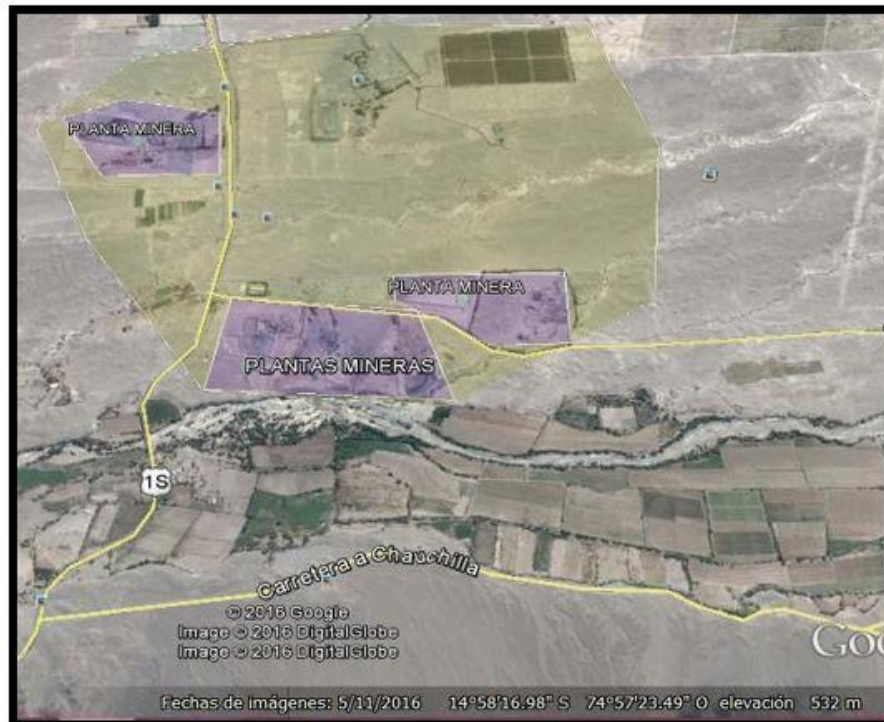 PLANTA MINERA
PLANTA MINERA
PLANTAS MINERAS
1S
Carretera a Chauchilla
© 2016 Google
Image © 2016 DigitalGlobe
Image © 2016 DigitalGlobe
Goo
Fechas de imágenes: 5/11/2016 14°58'16.98" S 74°57'23.49" O elevación 532 m